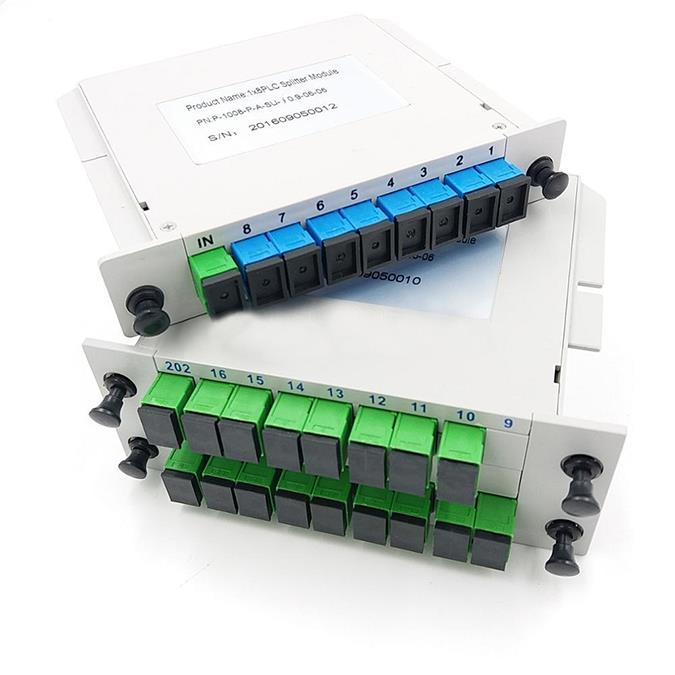 Product Name:1x8PLC Splitter Module
PN:P-1008-P-A-SU- / 0.9-06-06
S/N: 201609050012
IN 8 7 6 5 4 3 2 1
050010
202 16 15 14 13 12 11 10 9